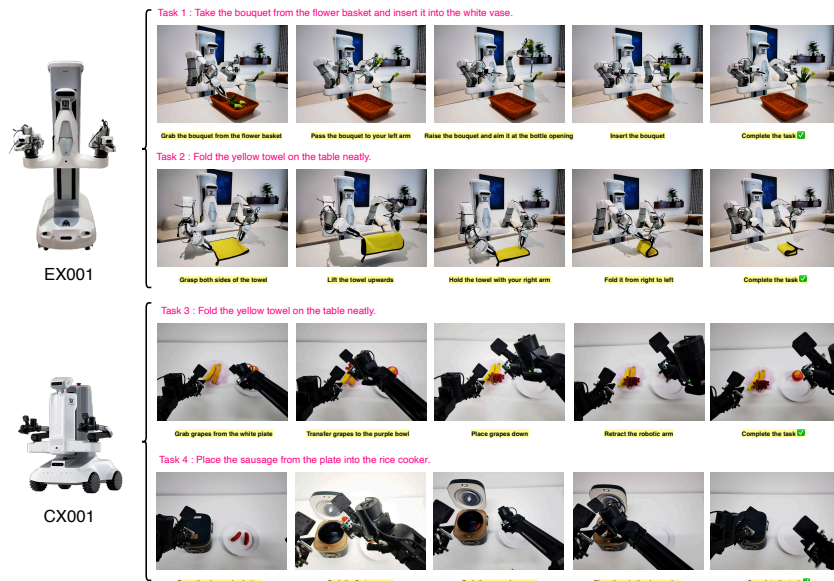 Task 1 : Take the bouquet from the flower basket and insert it into the white vase.
Grab the bouquet from the flower basket
Pass the bouquet to your left arm
Raise the bouquet and aim it at the bottle opening
Insert the bouquet
Complete the task ✅
Task 2 : Fold the yellow towel on the table neatly.
Grasp both sides of the towel
Lift the towel upwards
Hold the towel with your right arm
Fold it from right to left
Complete the task ✅
EX001
Task 3 : Fold the yellow towel on the table neatly.
Grab grapes from the white plate
Transfer grapes to the purple bowl
Place grapes down
Retract the robotic arm
Complete the task ✅
Task 4 : Place the sausage from the plate into the rice cooker.
CX001